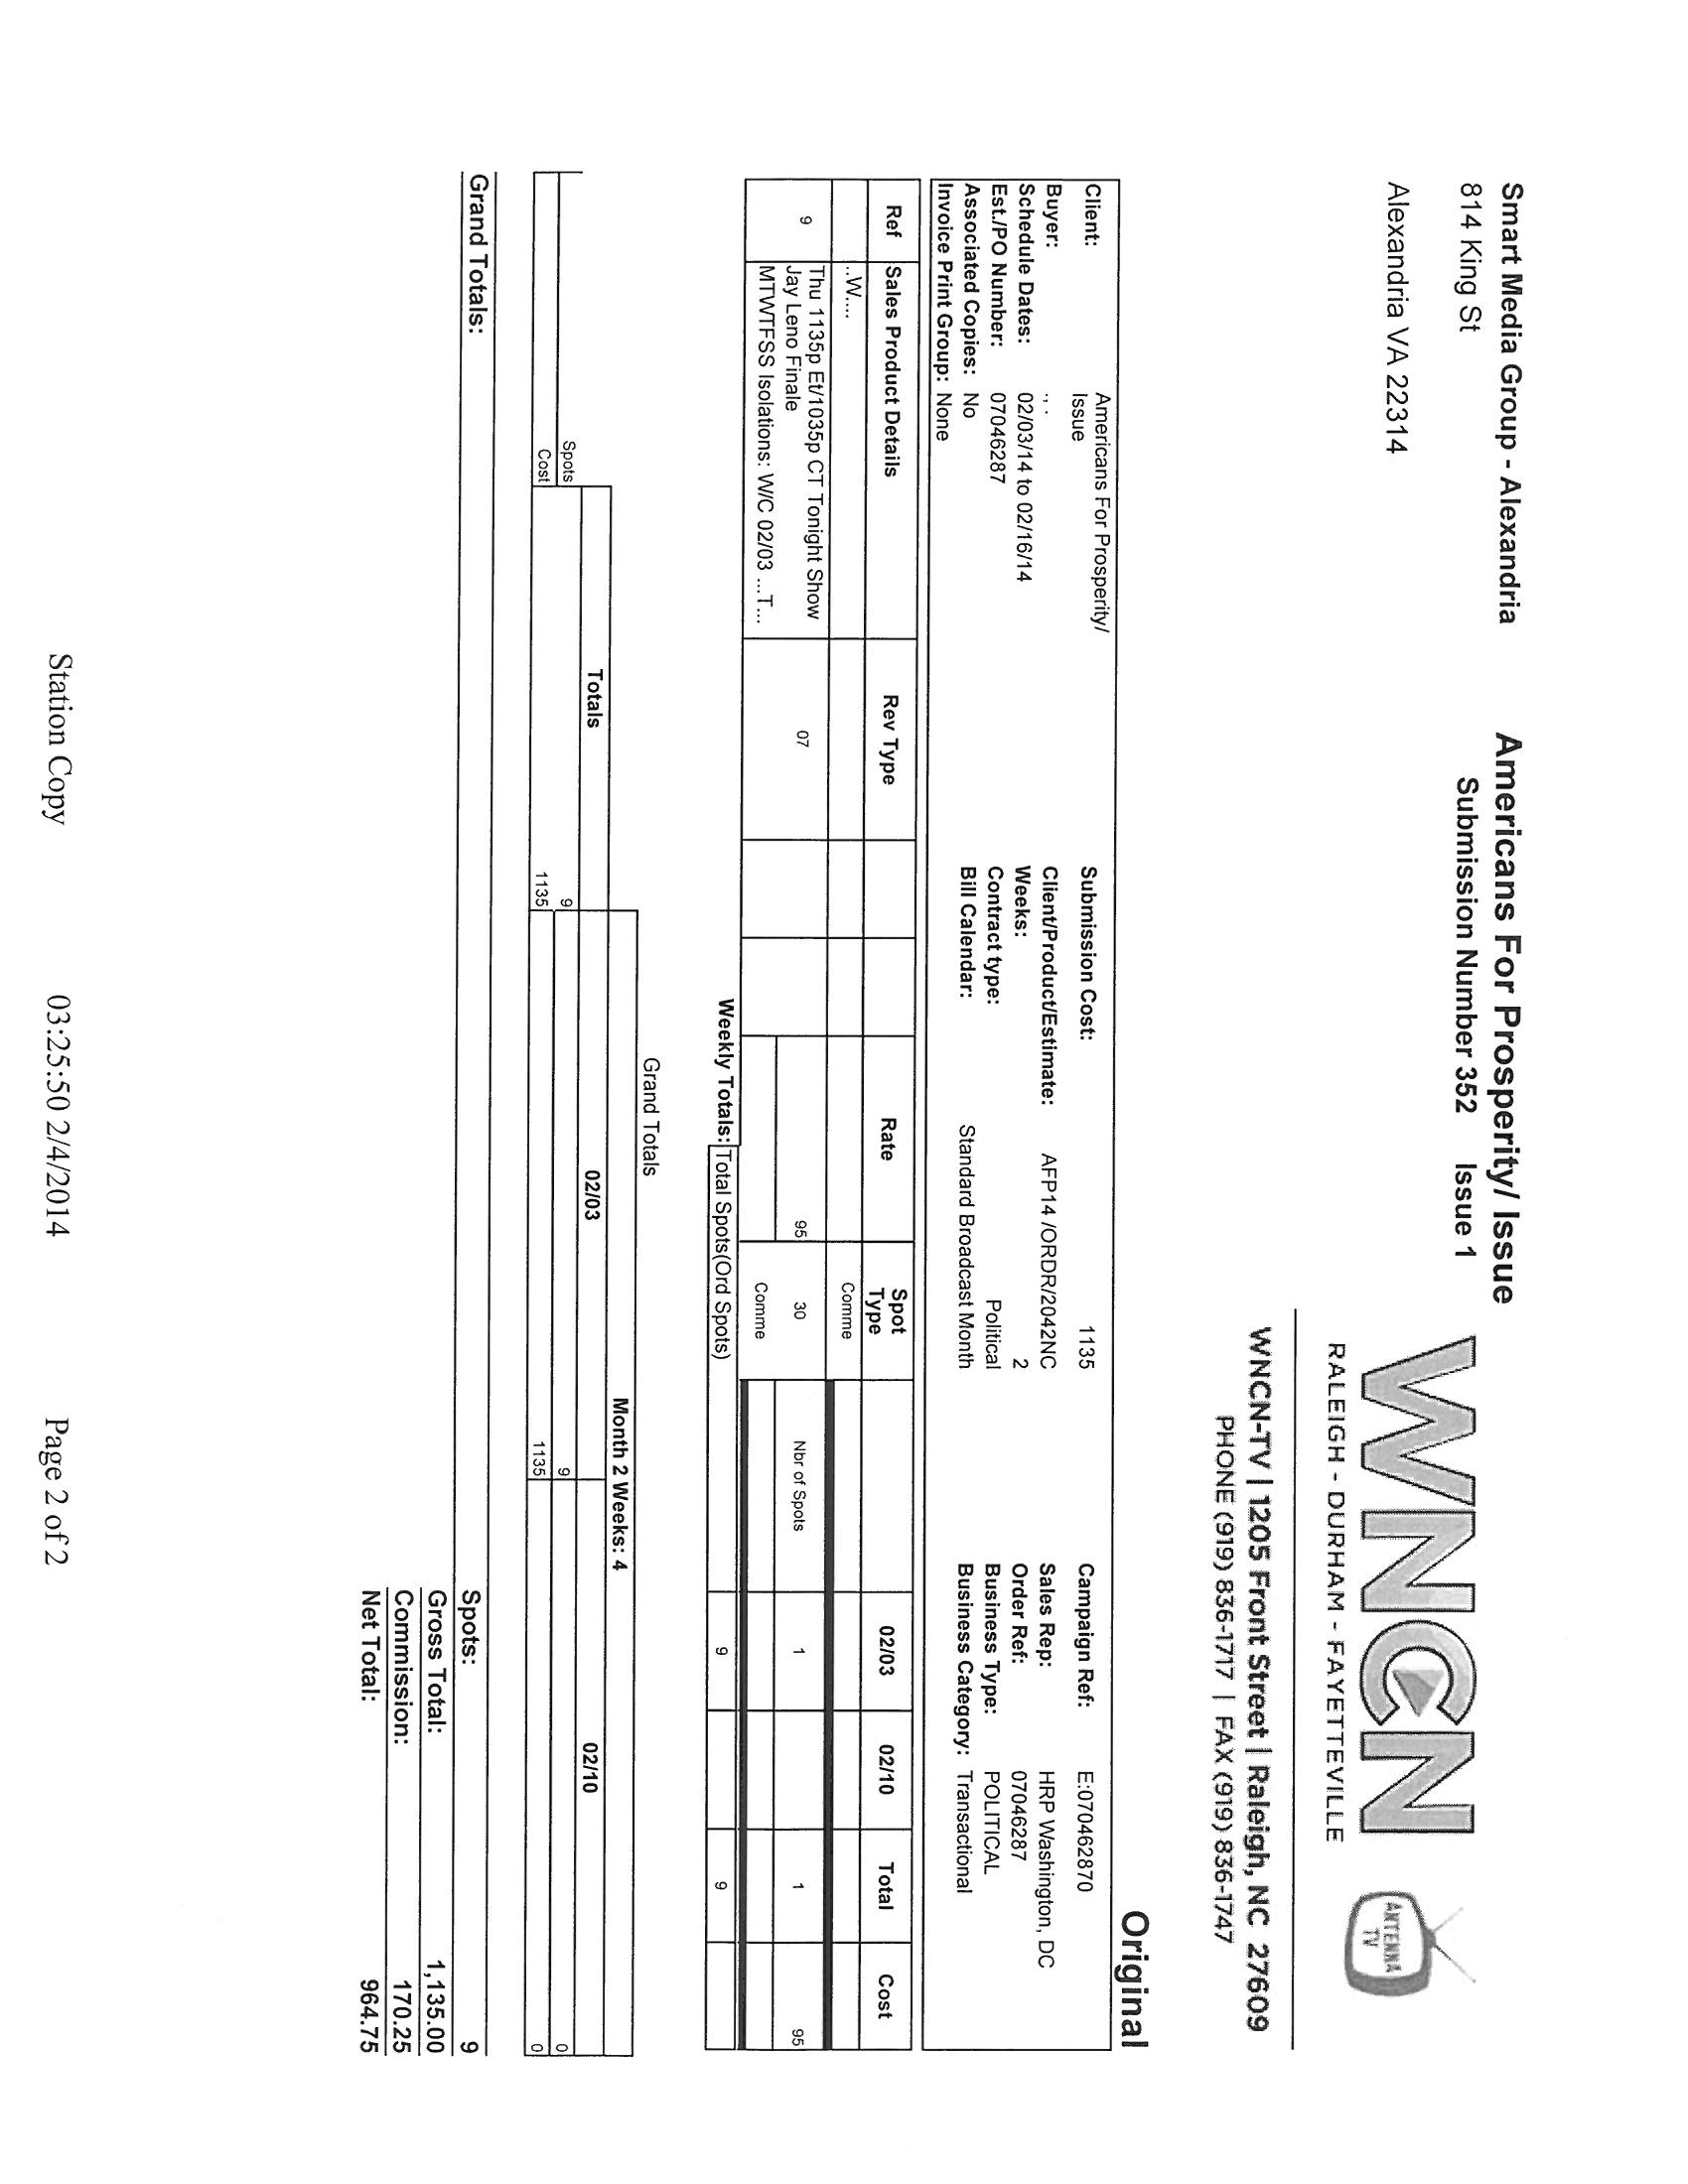 Smart Media Group - Alexandria
814 King St
Alexandria VA 22314
Americans For Prosperity/ Issue
Submission Number 352 Issue 1
WNCN
RALEIGH - DURHAM - FAYETTEVILLE
ANTENNA
TV
WNCN-TV | 1205 Front Street | Raleigh, NC 27609
PHONE (919) 836-1717 | FAX (919) 836-1747
Original
Client: Americans For Prosperity/
Issue
Submission Cost: 1135
Campaign Ref: E:070462870
Buyer: ., .
Client/Product/Estimate: AFP14 /ORDR/2042NC
Sales Rep: HRP Washington, DC
Schedule Dates: 02/03/14 to 02/16/14
Weeks: 2
Order Ref: 07046287
Est./PO Number: 07046287
Contract type: Political
Business Type: POLITICAL
Associated Copies: No
Bill Calendar: Standard Broadcast Month
Business Category: Transactional
Invoice Print Group: None
Ref Sales Product Details Rev Type Rate Spot Type 02/03 02/10 Total Cost
..W.... Comme
9 Thu 1135p Et/1035p CT Tonight Show 07 95 30 Nbr of Spots 1 1 95
Jay Leno Finale
MTWTFSS Isolations: W/C 02/03 ...T... Comme
Weekly Totals: Total Spots(Ord Spots) 9 9
Grand Totals
Month 2 Weeks: 4
Totals 02/03 02/10
Spots 9 9 0
Cost 1135 1135 0
Grand Totals: Spots: 9
Gross Total: 1,135.00
Commission: 170.25
Net Total: 964.75
Station Copy 03:25:50 2/4/2014 Page 2 of 2